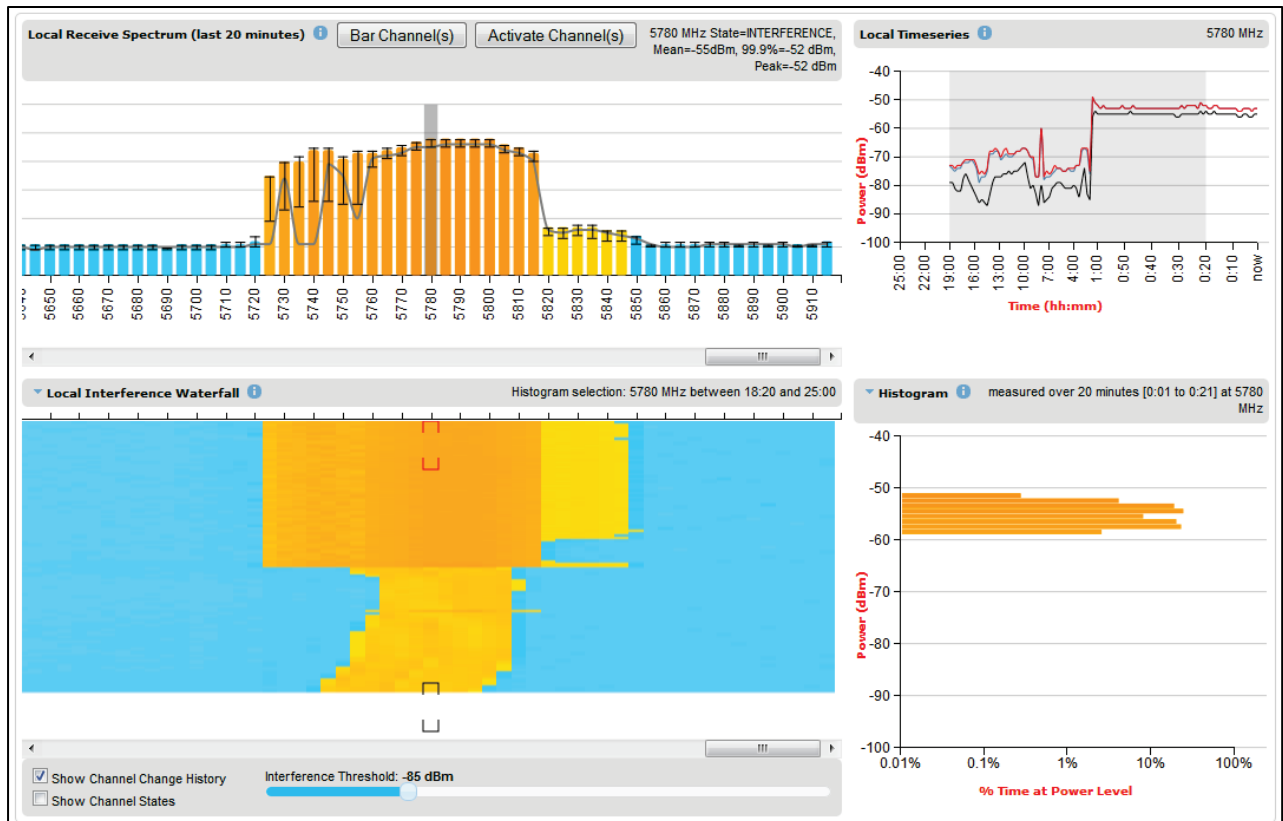 Local Receive Spectrum (last 20 minutes) i
Bar Channel(s)
Activate Channel(s)
5780 MHz State=INTERFERENCE,
Mean=-55dBm, 99.9%=-52 dBm,
Peak=-52 dBm
5650
5660
5670
5680
5690
5700
5710
5720
5730
5740
5750
5760
5770
5780
5790
5800
5810
5820
5830
5840
5850
5860
5870
5880
5890
5900
5910
Local Timeseries i
5780 MHz
Power (dBm)
-40
-50
-60
-70
-80
-90
-100
25:00
22:00
19:00
16:00
13:00
10:00
7:00
4:00
1:00
0:50
0:40
0:30
0:20
0:10
now
Time (hh:mm)
Local Interference Waterfall i
Histogram selection: 5780 MHz between 18:20 and 25:00
Show Channel Change History
Show Channel States
Interference Threshold: -85 dBm
Histogram i
measured over 20 minutes [0:01 to 0:21] at 5780
MHz
Power (dBm)
-40
-50
-60
-70
-80
-90
-100
0.01%
0.1%
1%
10%
100%
% Time at Power Level